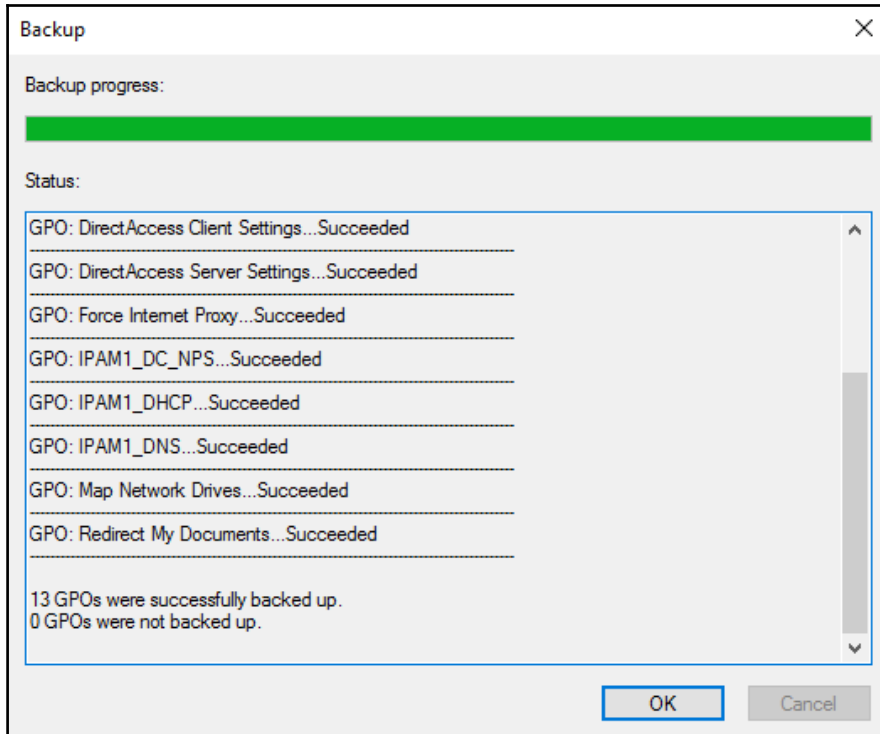 Backup
Backup progress:
Status:
GPO: DirectAccess Client Settings...Succeeded
GPO: DirectAccess Server Settings...Succeeded
GPO: Force Internet Proxy...Succeeded
GPO: IPAM1_DC_NPS...Succeeded
GPO: IPAM1_DHCP...Succeeded
GPO: IPAM1_DNS...Succeeded
GPO: Map Network Drives...Succeeded
GPO: Redirect My Documents...Succeeded
13 GPOs were successfully backed up.
0 GPOs were not backed up.
OK Cancel